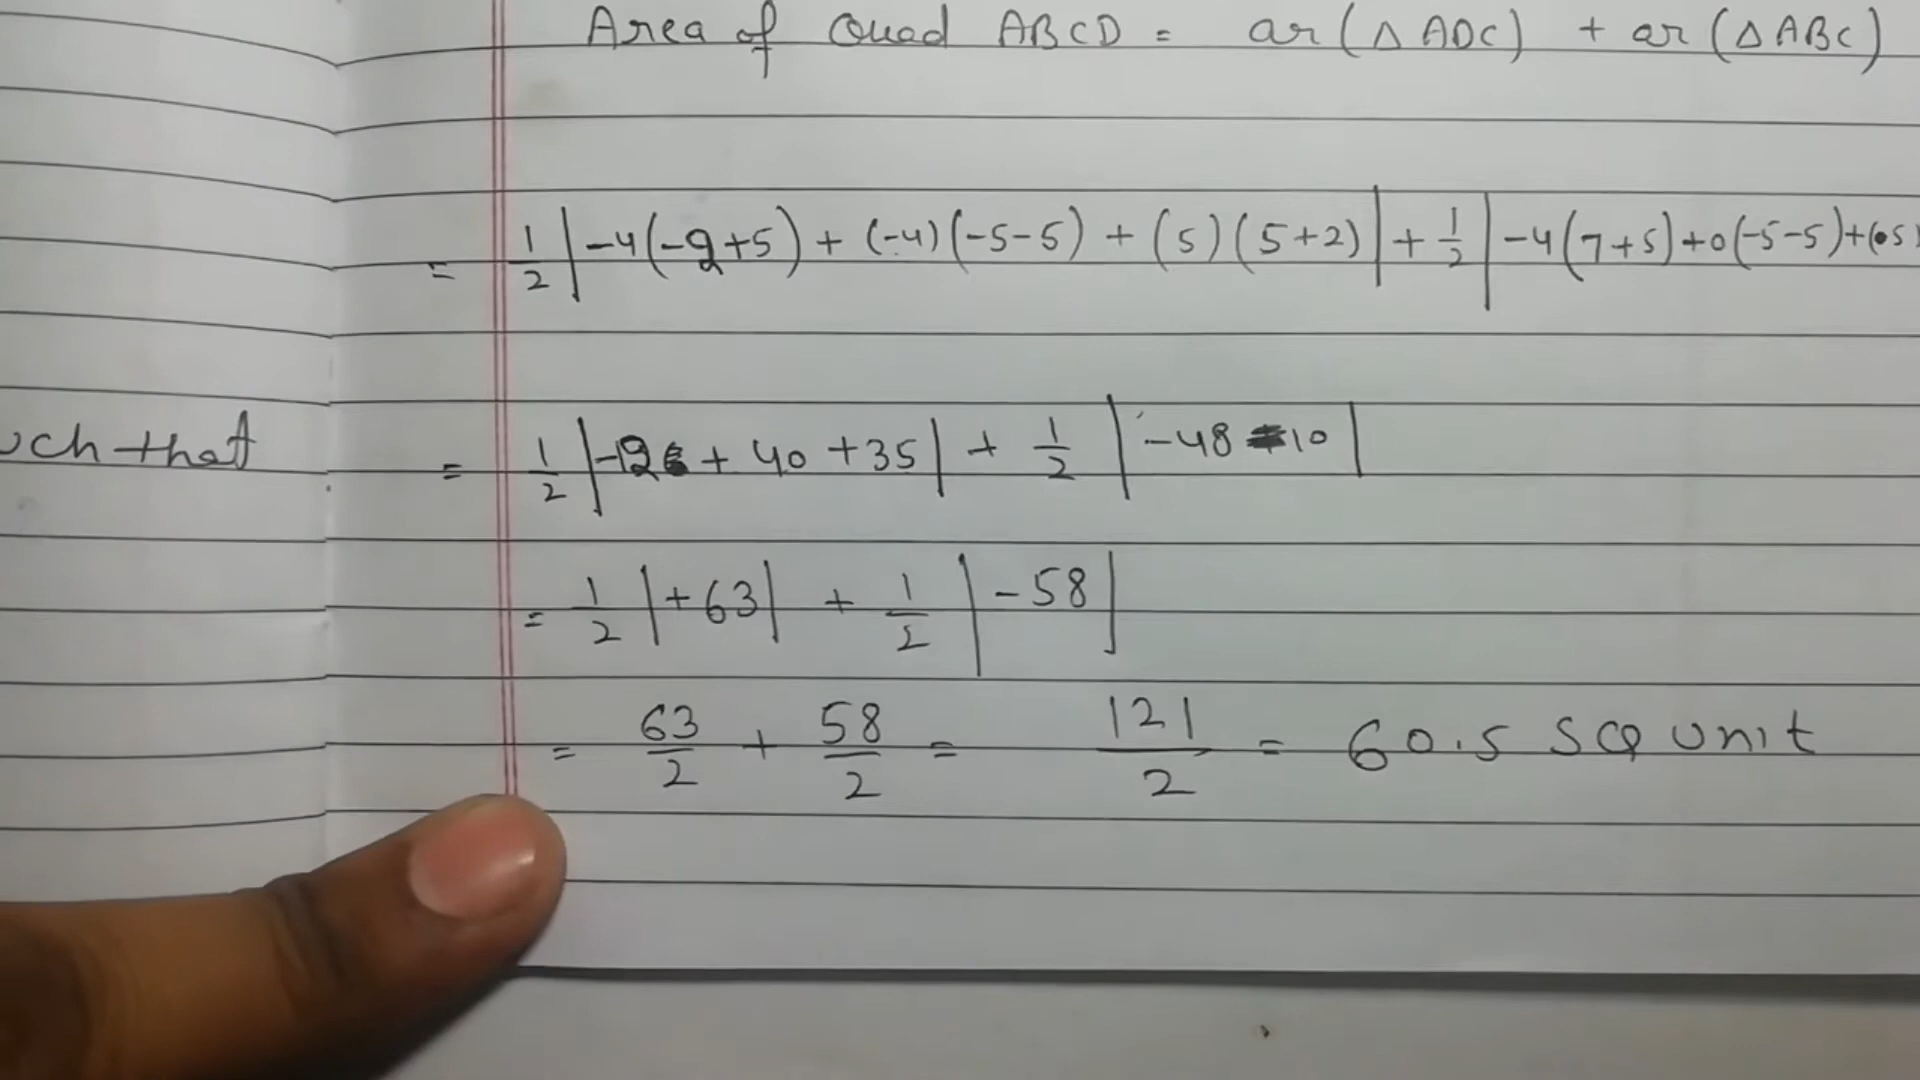 Area of Quad ABCD = ar (△ ADC) + ar (△ ABC)
= 1/2 |-4(-2+5) + (-4)(-5-5) + (5)(5+2)| + 1/2 |-4(7+5)+0(-5-5)+(5)
uch that
= 1/2 |-12 + 40 + 35| + 1/2 |-48 -10|
= 1/2 |+63| + 1/2 |-58|
= 63/2 + 58/2 = 121/2 = 60.5 SQ unit